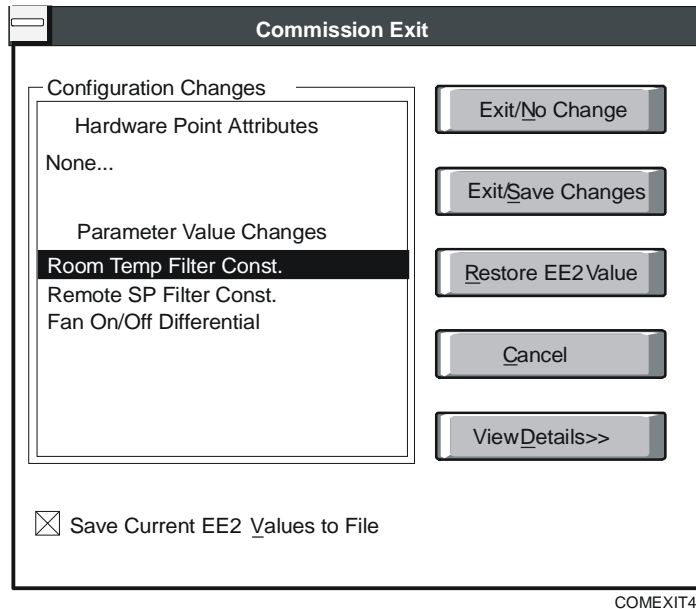 Commission Exit
Configuration Changes
Hardware Point Attributes
None...
Parameter Value Changes
Room Temp Filter Const.
Remote SP Filter Const.
Fan On/Off Differential
Exit/No Change
Exit/Save Changes
Restore EE2 Value
Cancel
View Details>>
Save Current EE2 Values to File
COMEXIT4